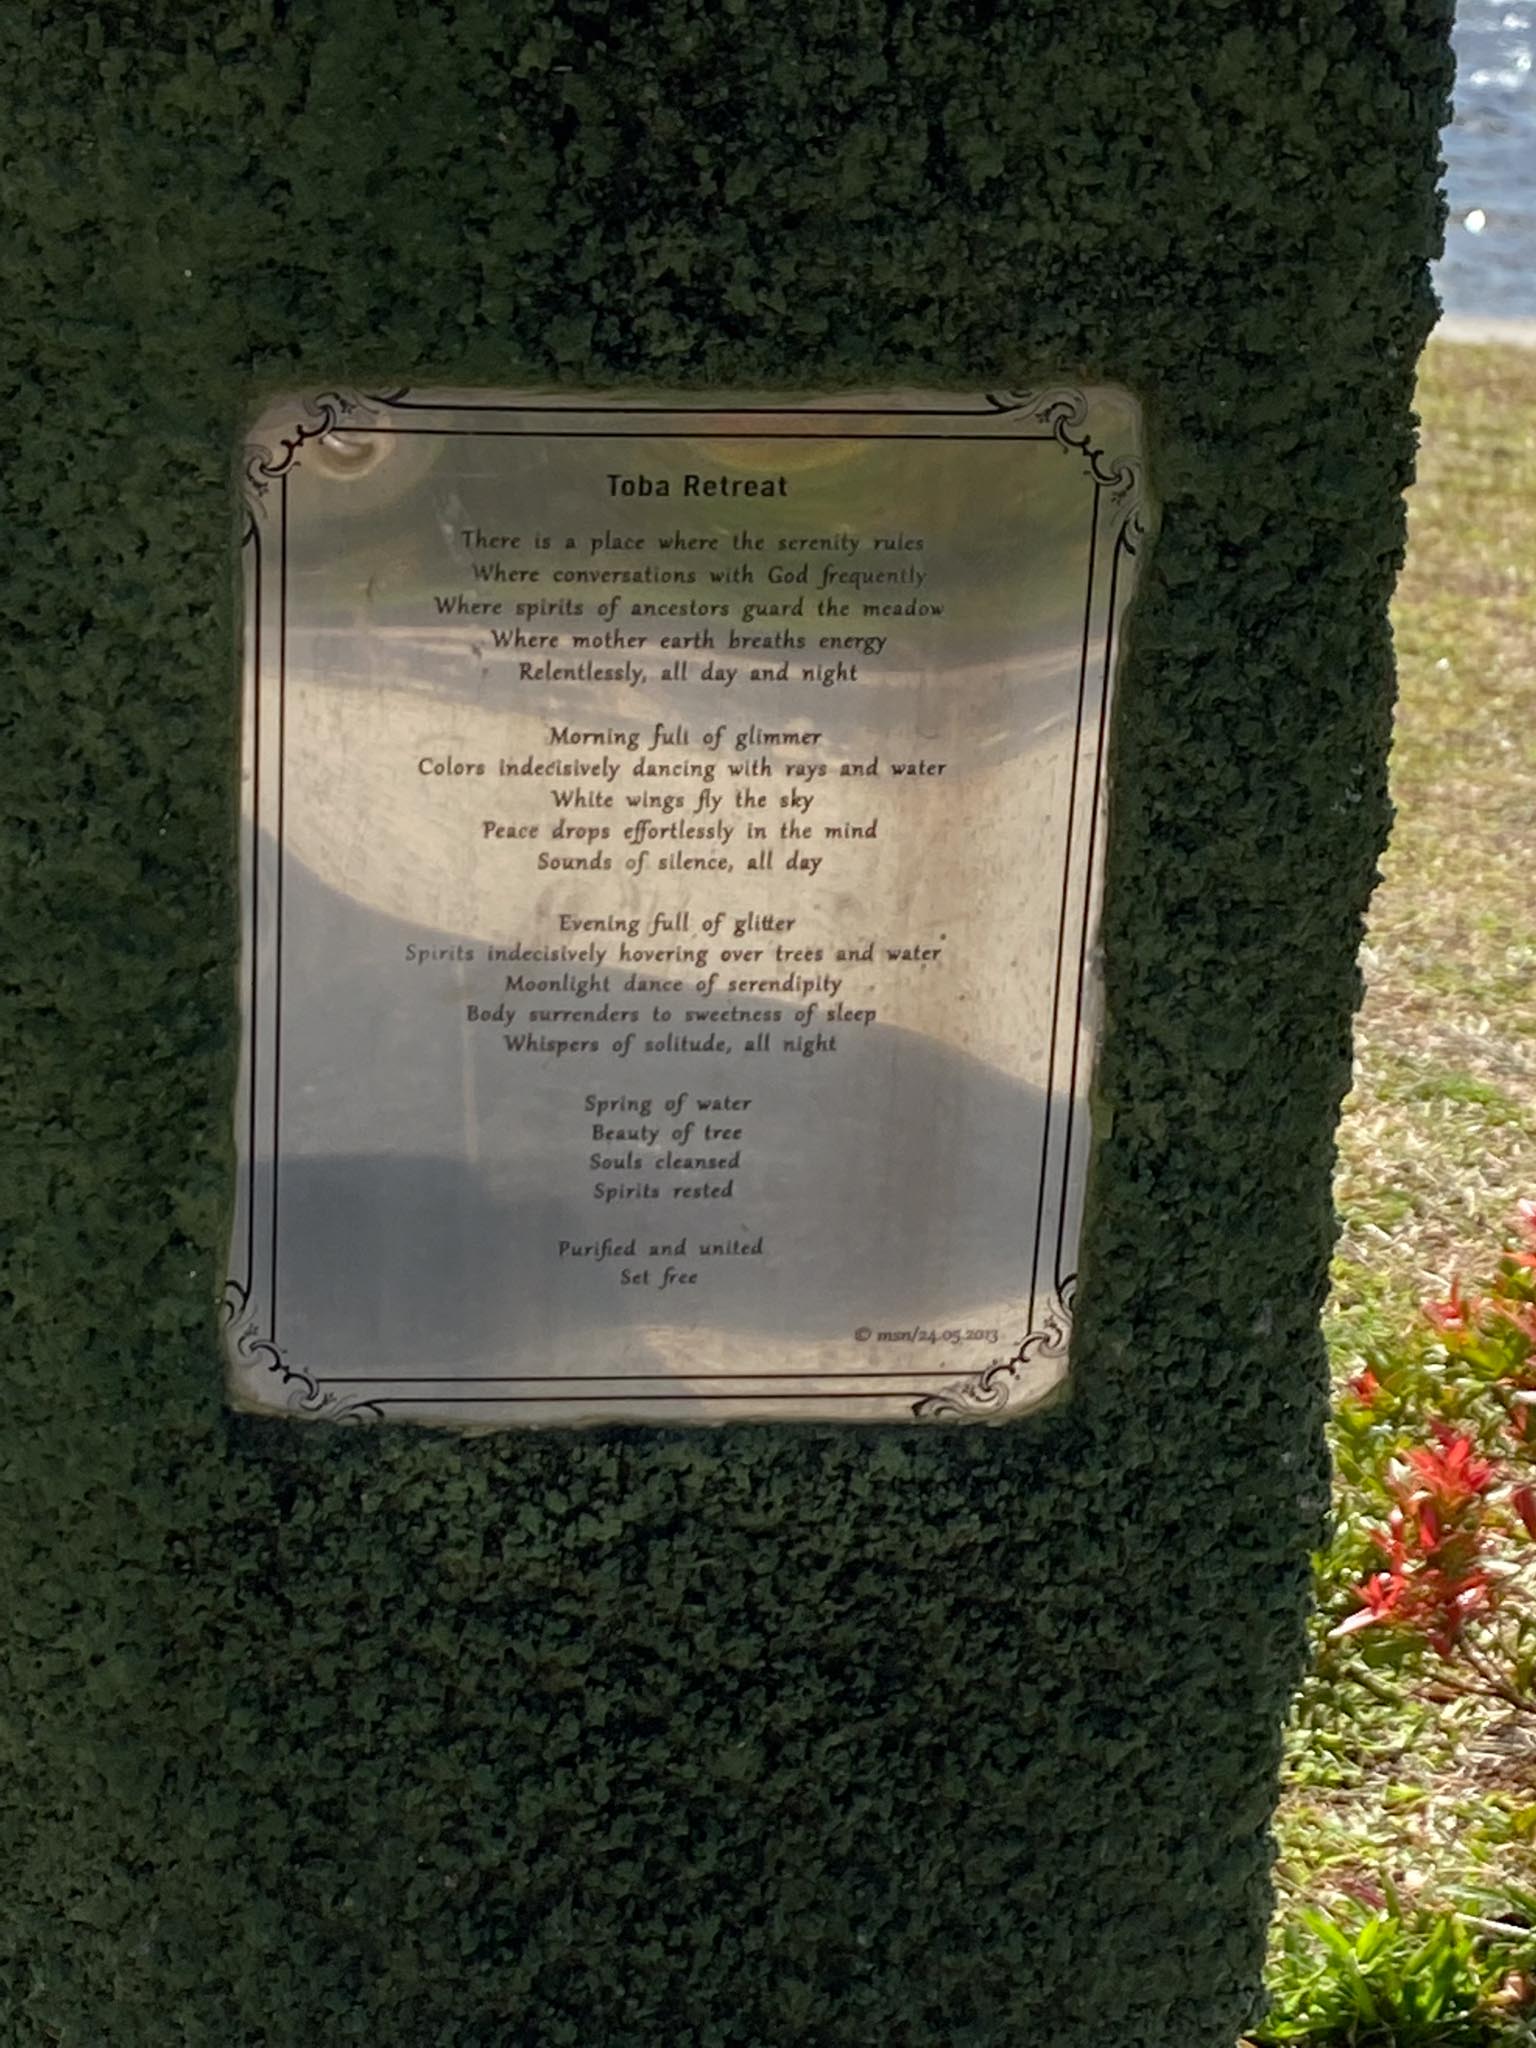 Toba Retreat
There is a place where the serenity rules
Where conversations with God frequently
Where spirits of ancestors guard the meadow
Where mother earth breaths energy
Relentlessly, all day and night
Morning full of glimmer
Colors indecisively dancing with rays and water
White wings fly the sky
Peace drops effortlessly in the mind
Sounds of silence, all day
Evening full of glitter
Spirits indecisively hovering over trees and water
Moonlight dance of serendipity
Body surrenders to sweetness of sleep
Whispers of solitude, all night
Spring of water
Beauty of tree
Souls cleansed
Spirits rested
Purified and united
Set free
© msn/24.05.2013